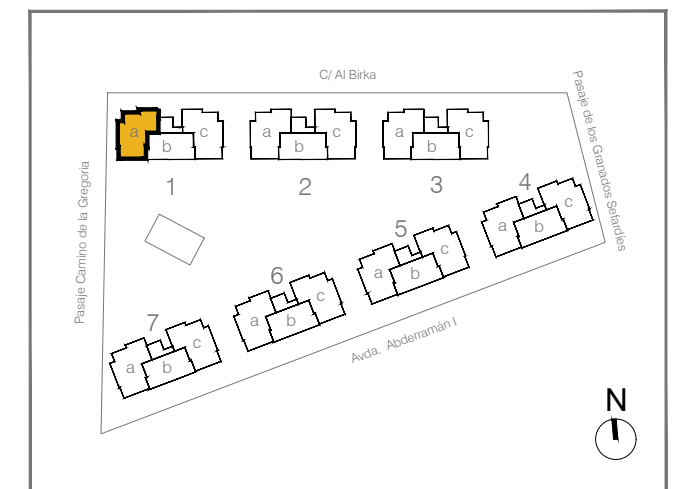 C/ Al Birka
Pasaje de los Granados Sefardíes
Pasaje Camino de la Gregoria
a
b
c
1
a
b
c
2
a
b
c
3
4
a
b
c
5
a
b
c
6
a
b
c
7
a
b
c
Avda. Abderramán I
N